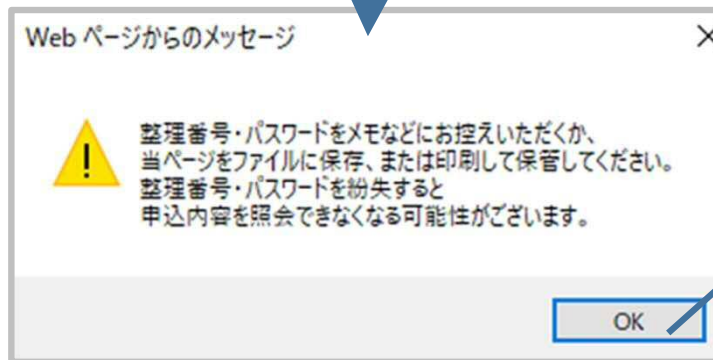 Web ページからのメッセージ
整理番号・パスワードをメモなどにお控えいただくか、
当ページをファイルに保存、または印刷して保管してください。
整理番号・パスワードを紛失すると
申込内容を照会できなくなる可能性がございます。
OK